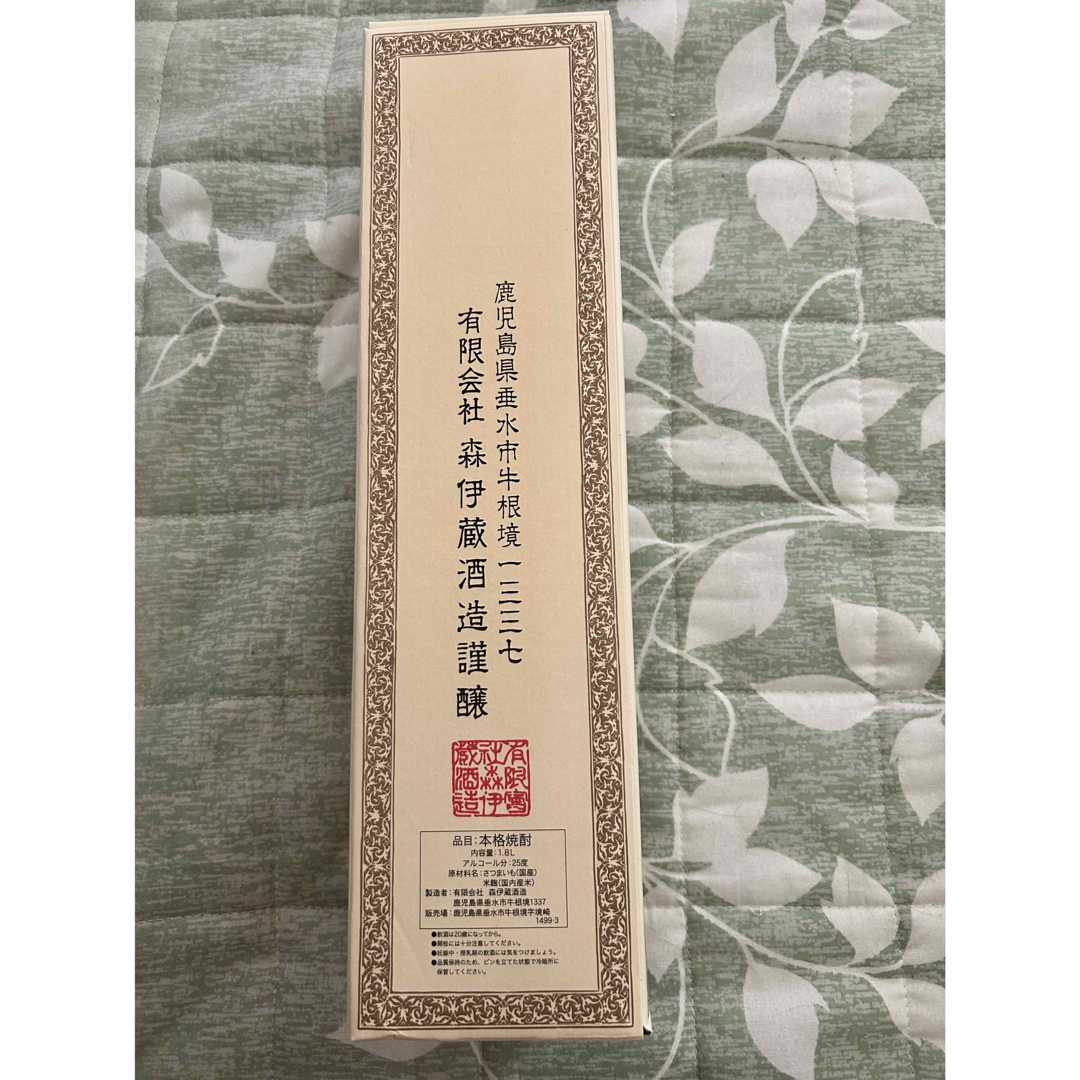 鹿児島県垂水市牛根境一三三七
有限会社 森伊蔵酒造謹醸
有限会
社森伊
蔵酒造
品目:本格焼酎
内容量:1.8L
アルコール分:25度
原材料名:さつまいも(国産)
米麹(国内産米)
製造者:有限会社 森伊蔵酒造
鹿児島県垂水市牛根境1337
販売場:鹿児島県垂水市牛根境字境崎
1499-3
●飲酒は20歳になってから。
●開栓には十分注意してください。
●妊娠中・授乳期の飲酒には気をつけましょう。
●品質保持のため、ビンを立てた状態で冷暗所に
保管してください。